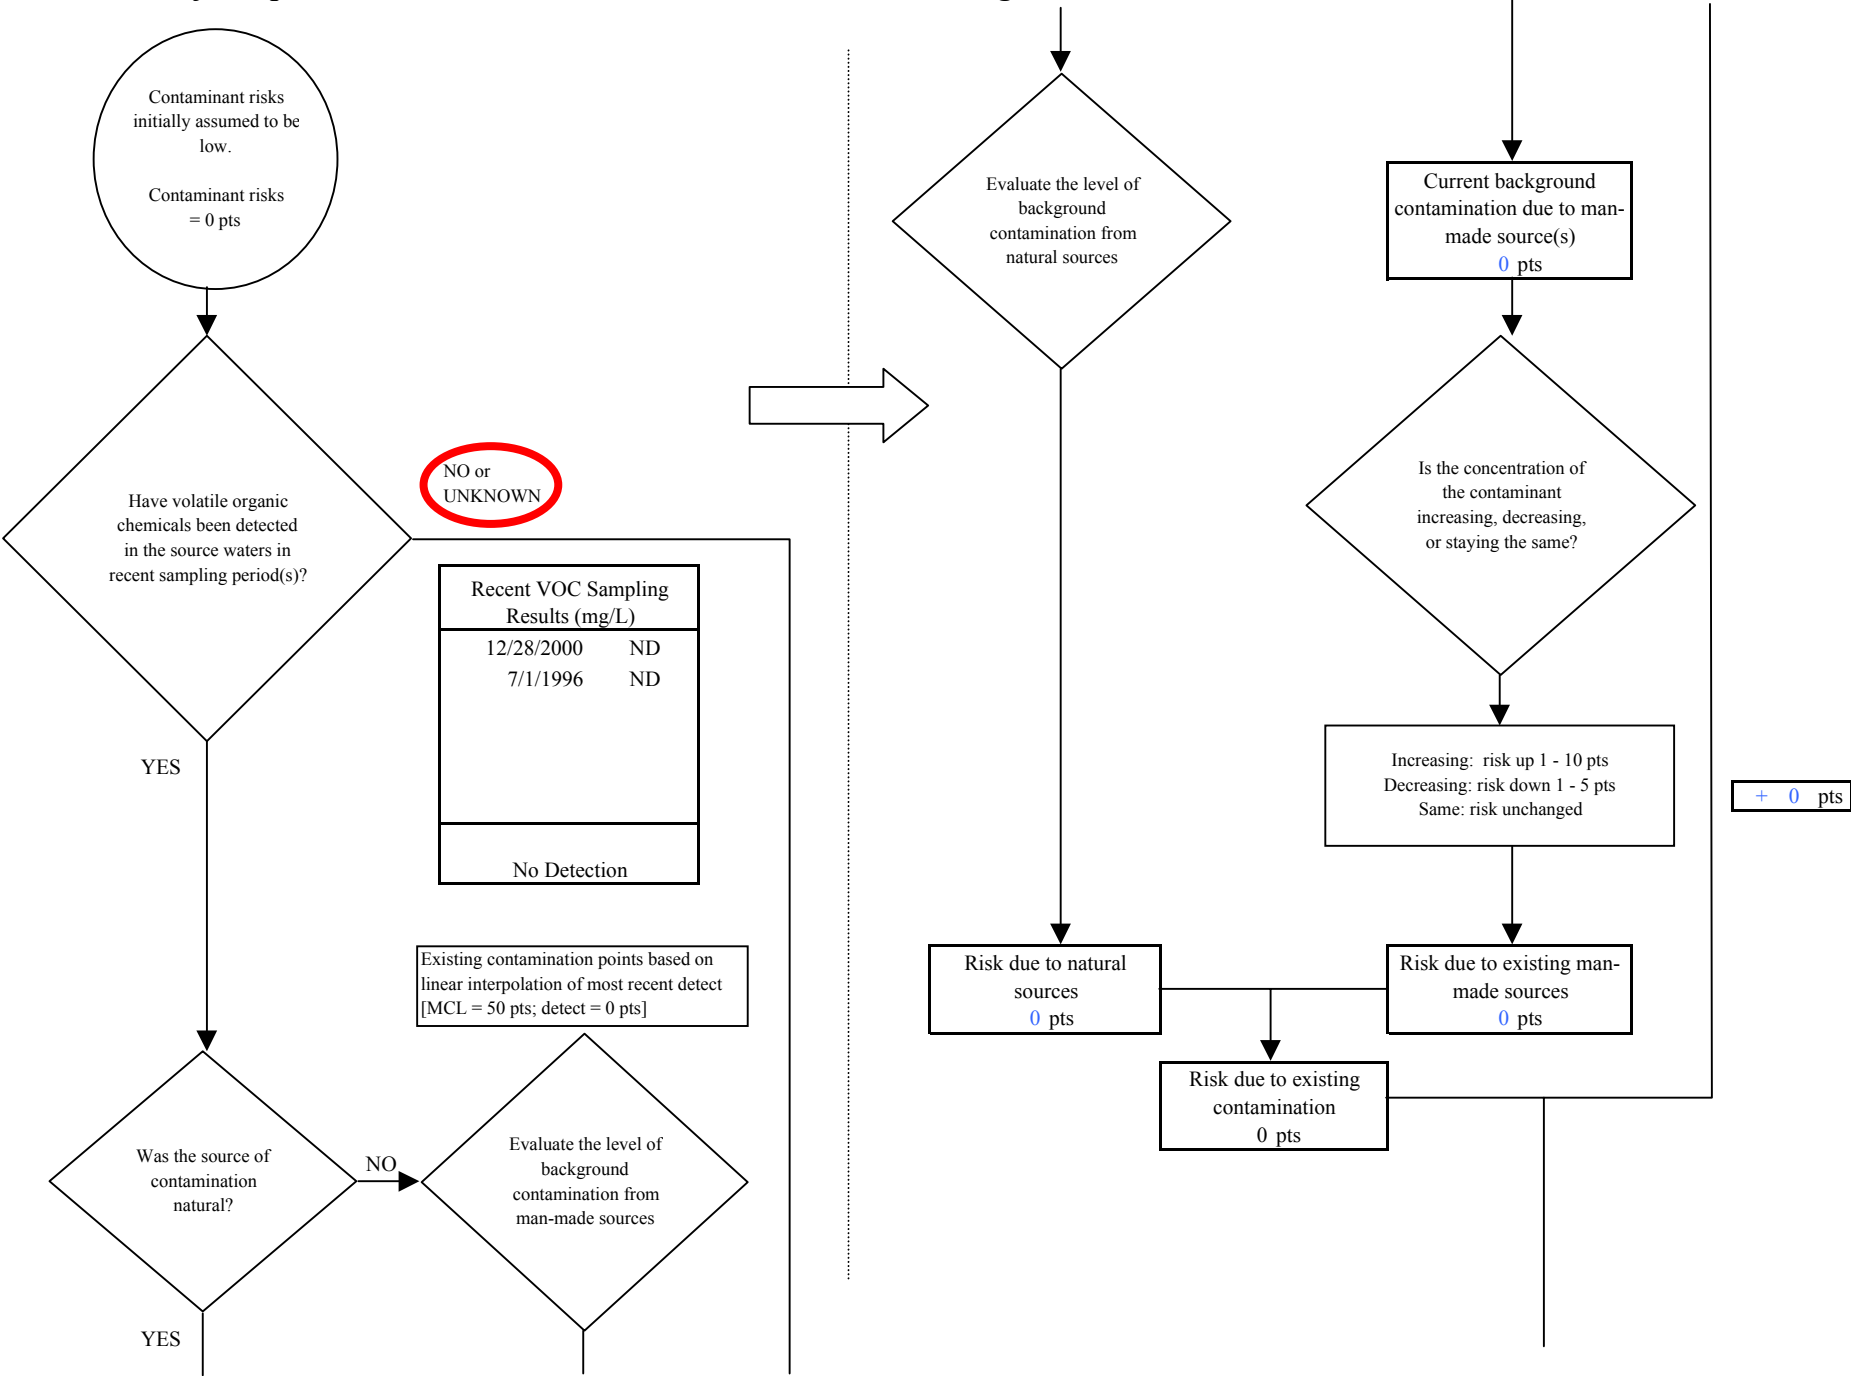 Contaminant risks
initially assumed to be
low.
Contaminant risks
= 0 pts
Have volatile organic
chemicals been detected
in the source waters in
recent sampling period(s)?
NO or
UNKNOWN
Recent VOC Sampling
Results (mg/L)
12/28/2000 ND
7/1/1996 ND
No Detection
YES
Existing contamination points based on
linear interpolation of most recent detect
[MCL = 50 pts; detect = 0 pts]
Was the source of
contamination
natural?
NO
Evaluate the level of
background
contamination from
man-made sources
YES
Evaluate the level of
background
contamination from
natural sources
Current background
contamination due to man-
made source(s)
0 pts
Is the concentration of
the contaminant
increasing, decreasing,
or staying the same?
Increasing: risk up 1 - 10 pts
Decreasing: risk down 1 - 5 pts
Same: risk unchanged
+ 0 pts
Risk due to natural
sources
0 pts
Risk due to existing man-
made sources
0 pts
Risk due to existing
contamination
0 pts